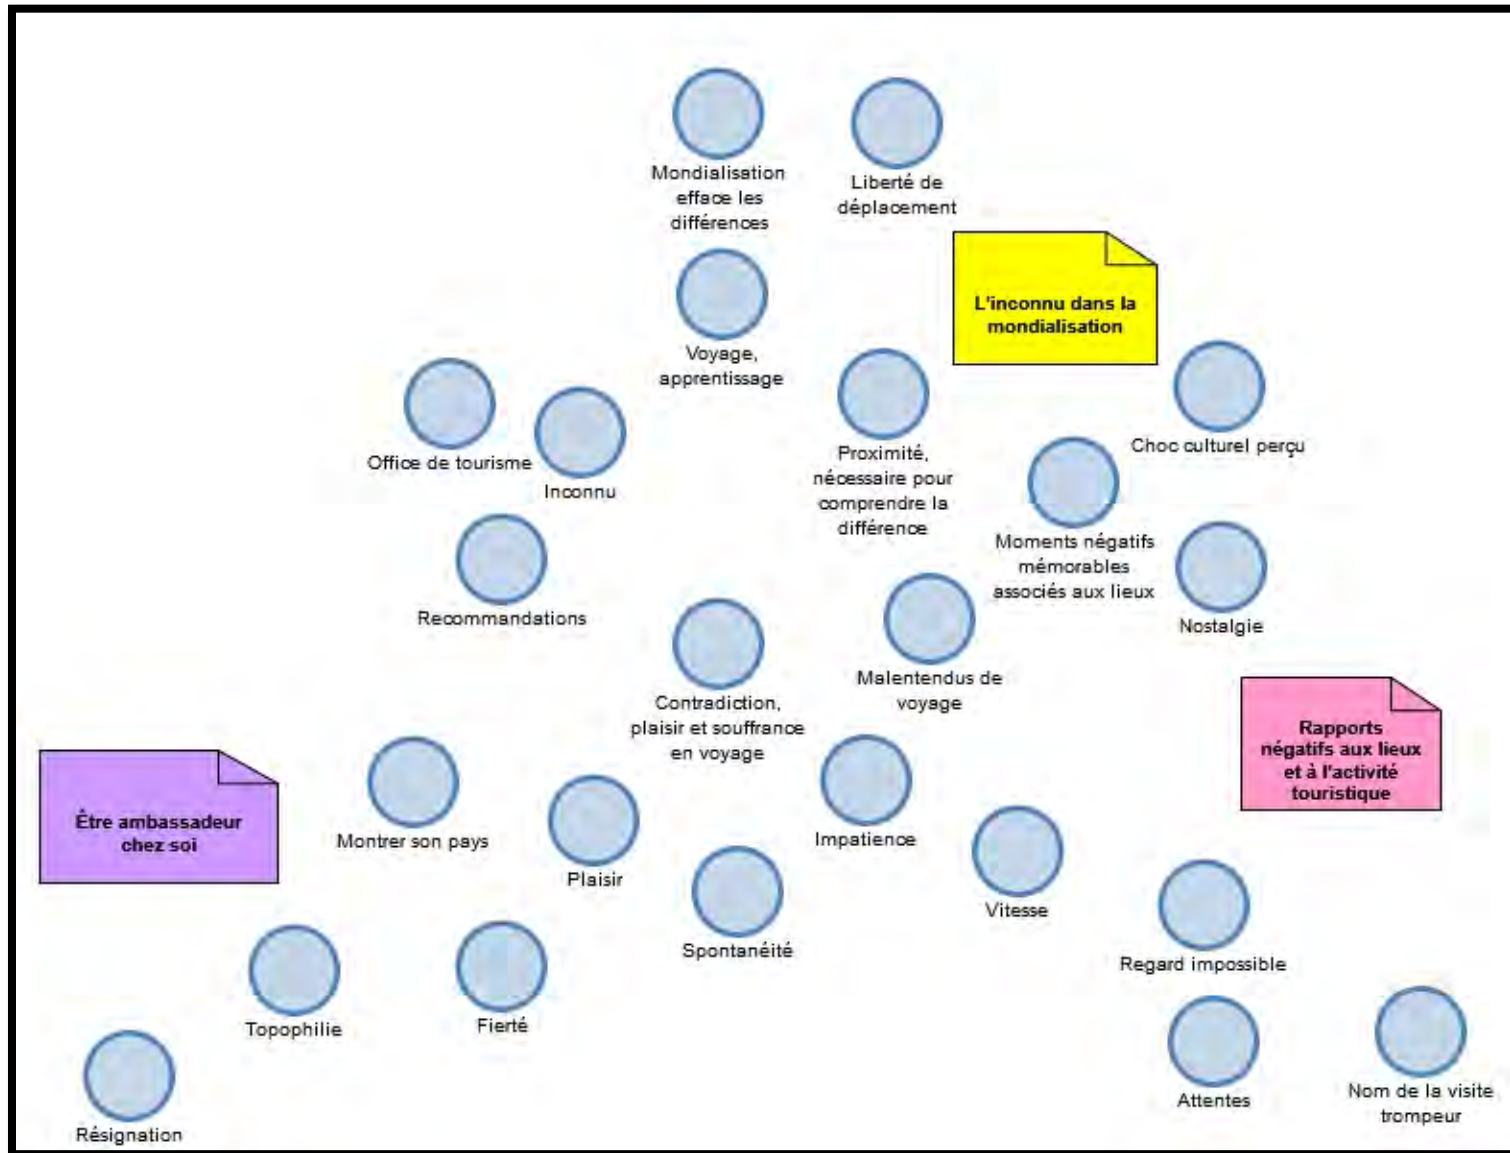 Mondialisation
efface les
différences
Liberté de
déplacement
L'inconnu dans la
mondialisation
Voyage,
apprentissage
Office de tourisme
Inconnu
Proximité,
nécessaire pour
comprendre la
différence
Choc culturel perçu
Moments négatifs
mémorables
associés aux lieux
Nostalgie
Recommandations
Contradiction,
plaisir et souffrance
en voyage
Malentendus de
voyage
Rapports
négatifs aux lieux
et à l'activité
touristique
Être ambassadeur
chez soi
Montrer son pays
Plaisir
Impatience
Spontanéité
Vitesse
Regard impossible
Topophilie
Fierté
Résignation
Attentes
Nom de la visite
trompeur